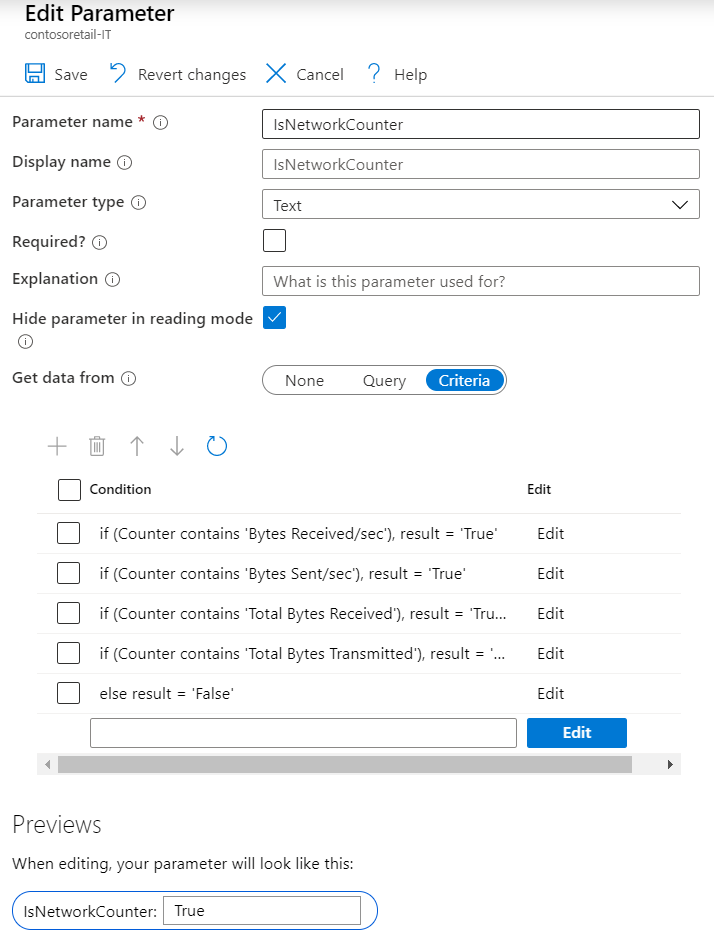 Edit Parameter
contosoretail-IT
Save Revert changes Cancel ? Help
Parameter name * IsNetworkCounter
Display name IsNetworkCounter
Parameter type Text
Required?
Explanation What is this parameter used for?
Hide parameter in reading mode
Get data from None Query Criteria
Condition Edit
if (Counter contains 'Bytes Received/sec'), result = 'True' Edit
if (Counter contains 'Bytes Sent/sec'), result = 'True' Edit
if (Counter contains 'Total Bytes Received'), result = 'Tru... Edit
if (Counter contains 'Total Bytes Transmitted'), result = '... Edit
else result = 'False' Edit
Edit
Previews
When editing, your parameter will look like this:
IsNetworkCounter: True